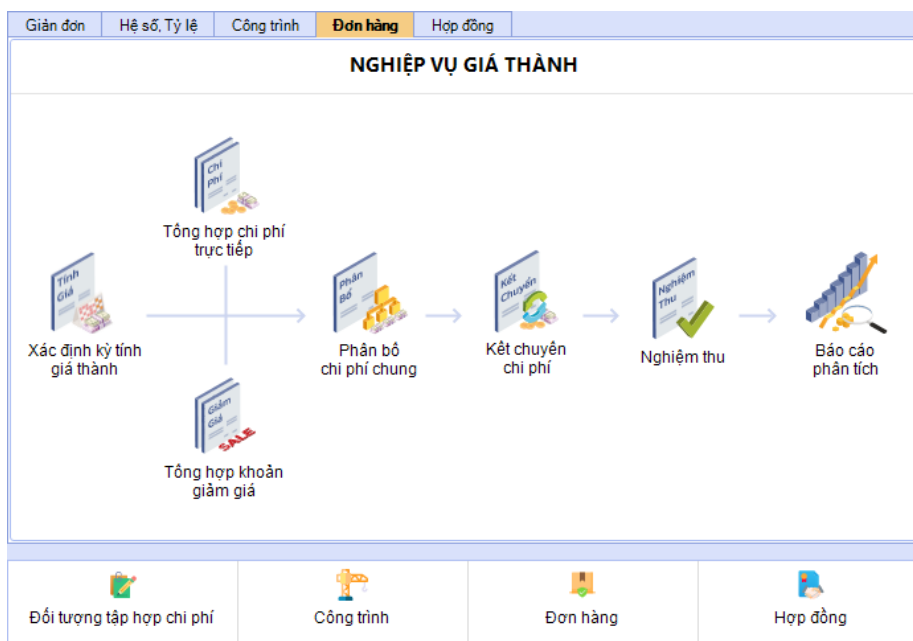 Giản đơn
Hệ số, Tỷ lệ
Công trình
Đơn hàng
Hợp đồng
NGHIỆP VỤ GIÁ THÀNH
Chi
Phí
Tổng hợp chi phí
trực tiếp
Tính
Giá
Xác định kỳ tính
giá thành
Phân
Bổ
Phân bổ
chi phí chung
Kết
Chuyển
Kết chuyển
chi phí
Nghiệm
Thu
Nghiệm thu
Báo cáo
phân tích
Giảm
Giá
SALE
Tổng hợp khoản
giảm giá
Đối tượng tập hợp chi phí
Công trình
Đơn hàng
Hợp đồng